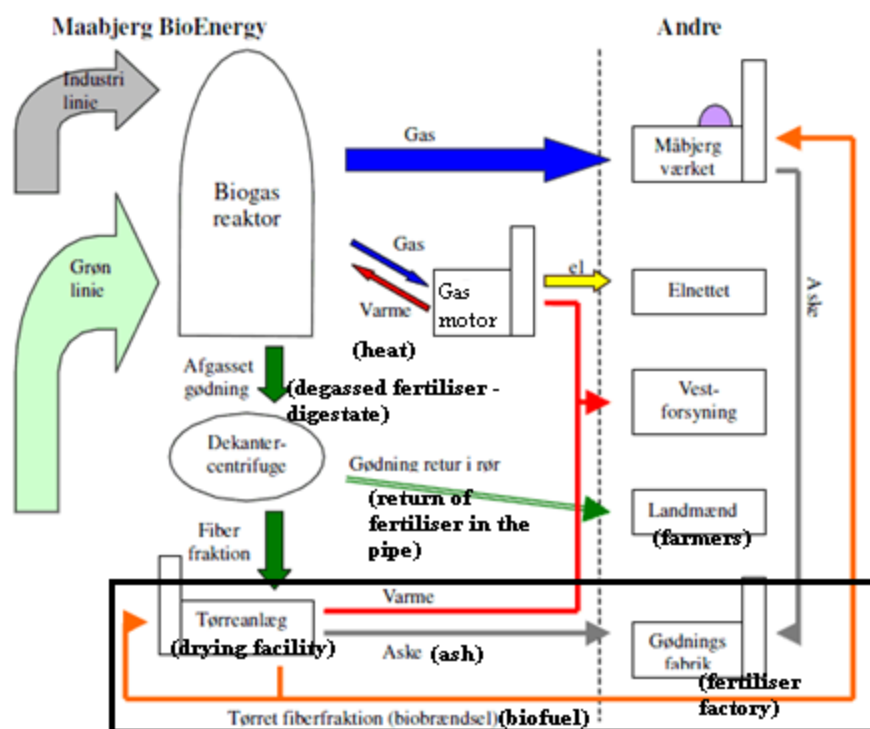 Maabjerg BioEnergy
Andre
Industri
linie
Gas
Biogas
reaktor
Måbjerg
værket
Grøn
linie
Gas
Varme
(heat)
Gas
motor
el
Elnettet
Aske
Afgasset
gødning
(degassed fertiliser -
digestate)
Vest-
forsyning
Dekanter-
centrifuge
Gødning retur i rør
(return of
fertiliser in the
pipe)
Landmænd
(farmers)
Fiber
fraktion
Tørreanlæg
(drying facility)
Varme
Aske (ash)
Gødnings
fabrik
(fertiliser
factory)
Tørret fiberfraktion (biobrændsel) (biofuel)